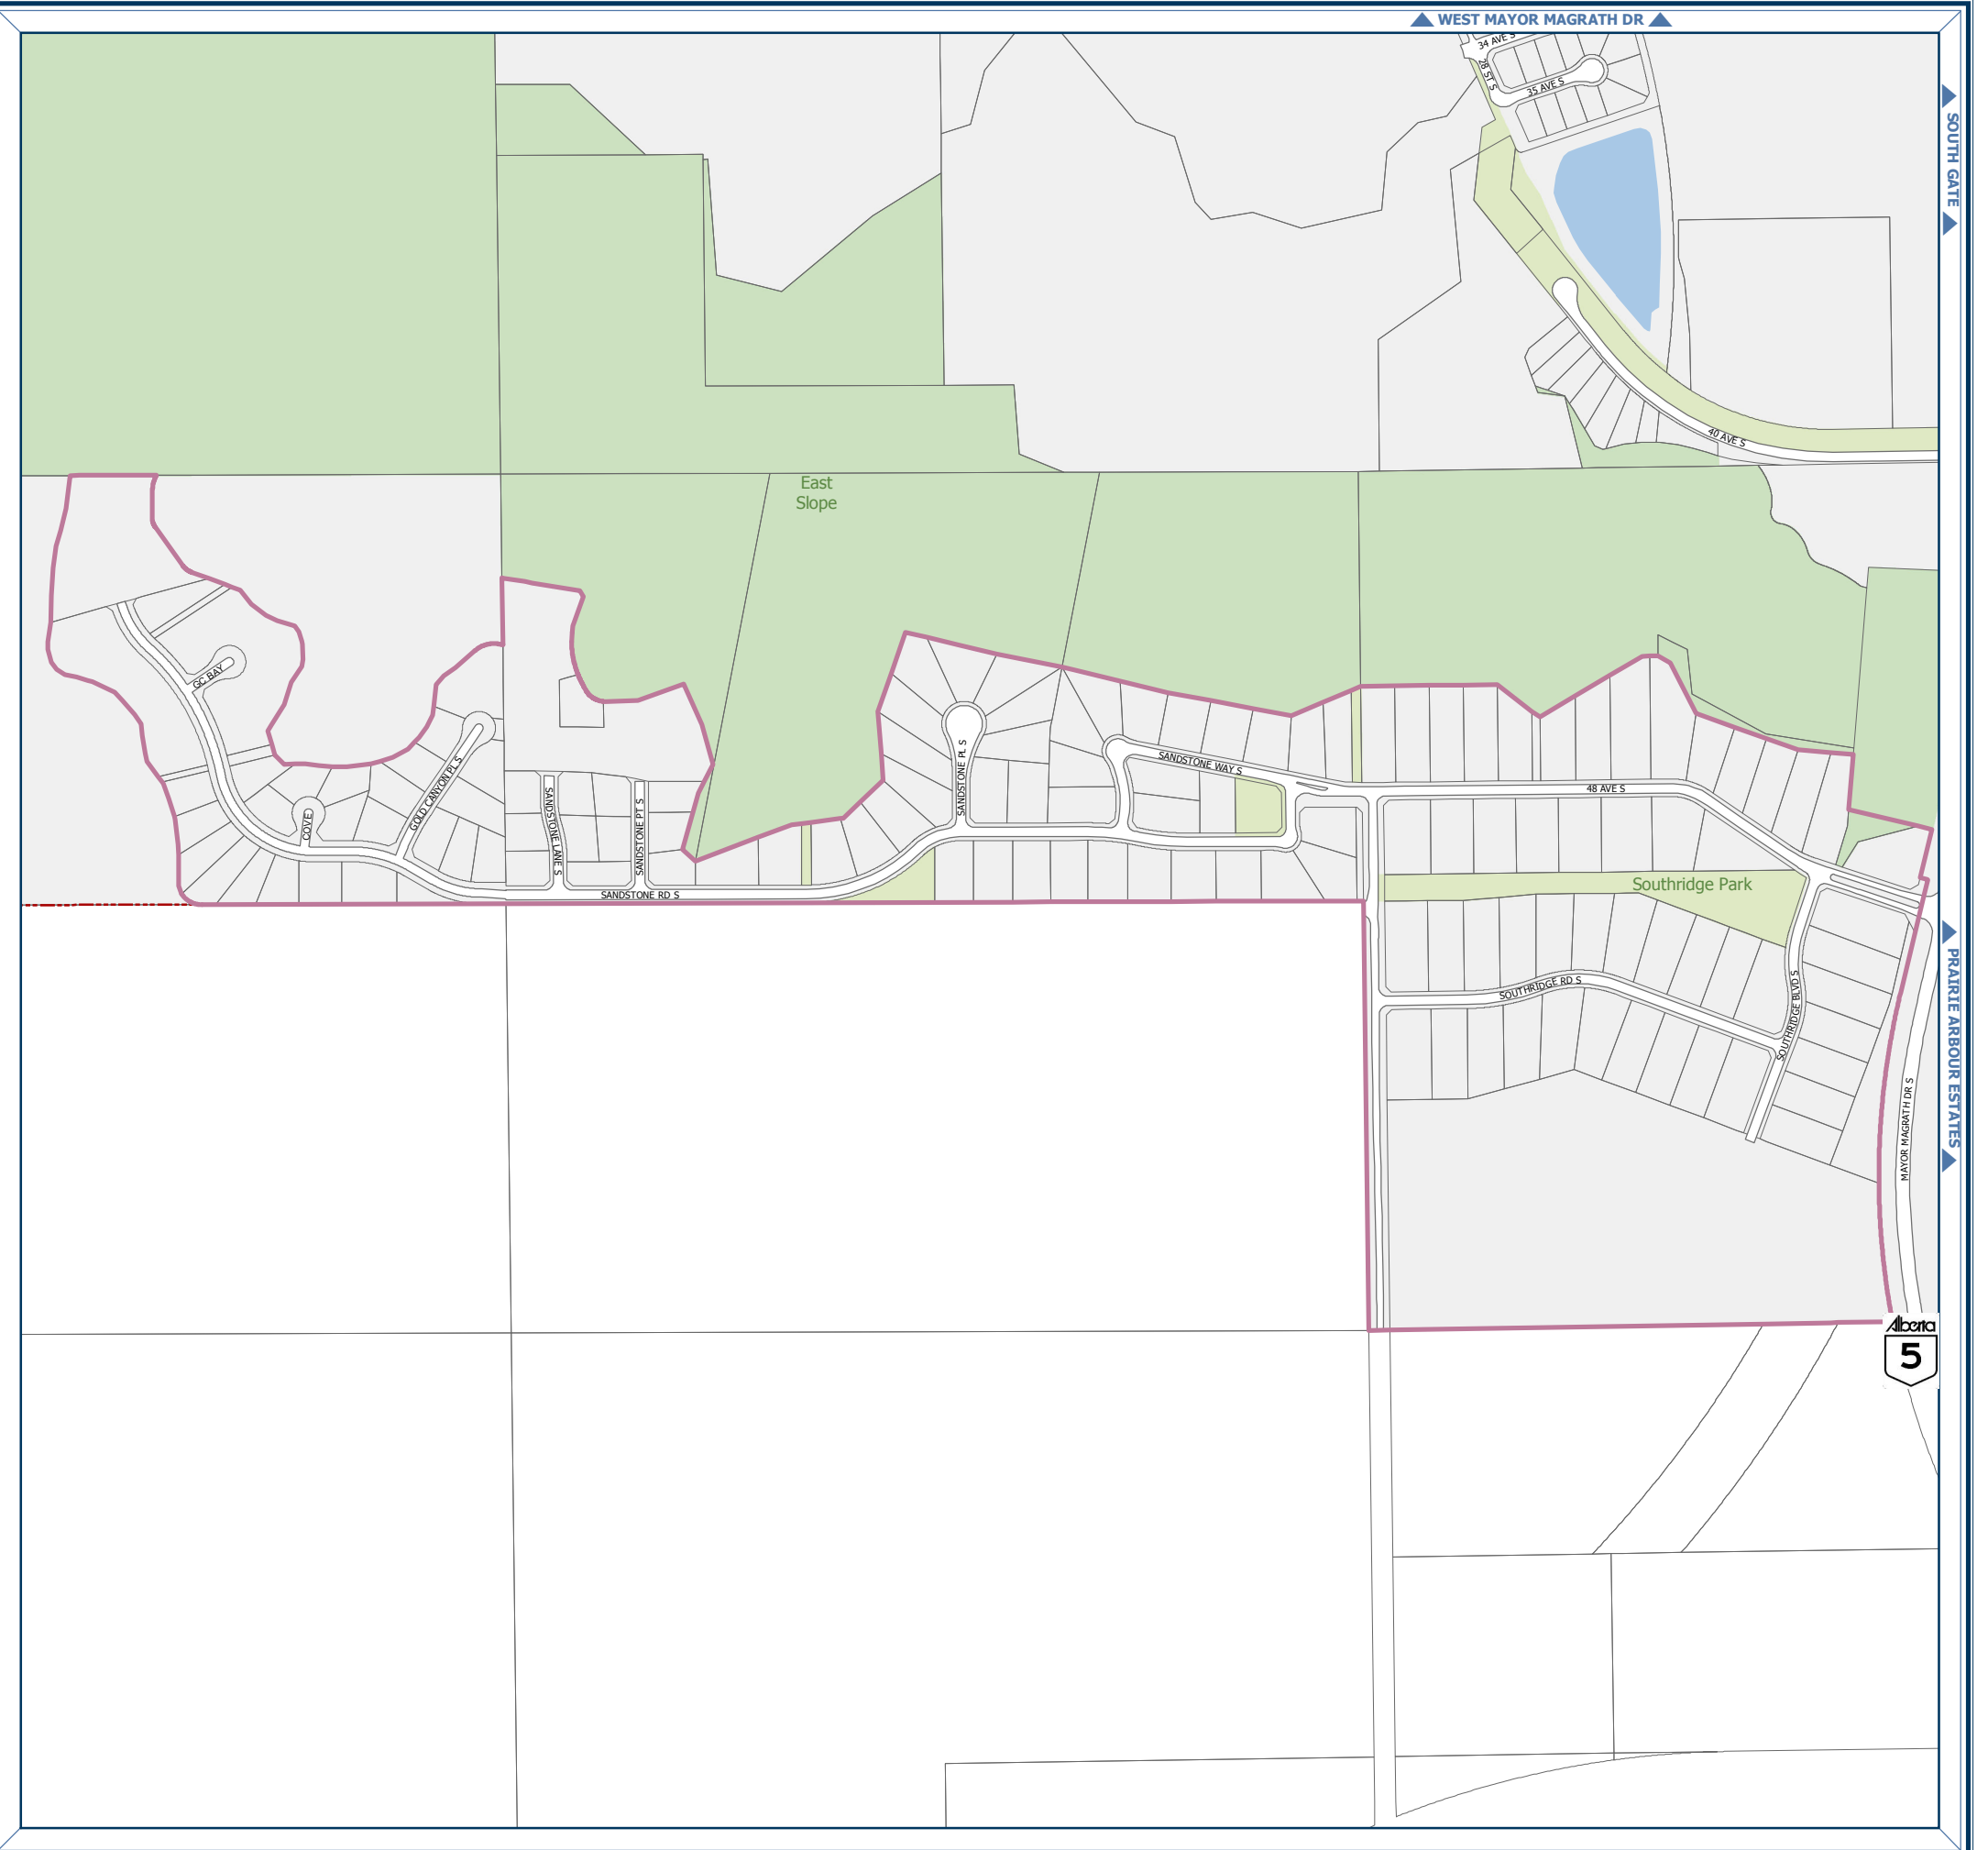 WEST MAYOR MAGRATH DR
34 AVE S
28 ST S
35 AVE S
SOUTH GATE
40 AVE S
East
Slope
GC BAY
SANDSTONE PL S
SANDSTONE WAY S
GOLD CANYON PL S
COVE
SANDSTONE LANE S
SANDSTONE PT S
48 AVE S
SANDSTONE RD S
Southridge Park
SOUTHRIDGE RD S
SOUTHRIDGE BLVD S
PRAIRIE ARBOUR ESTATES
MAYOR MAGRATH DR S
Alberta
5